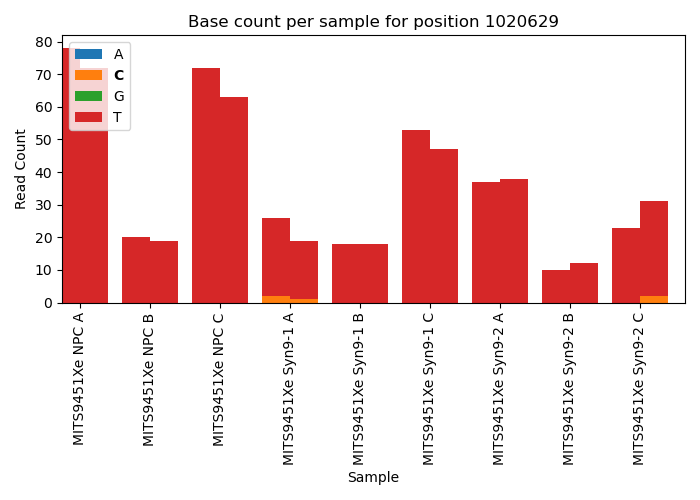 Base count per sample for position 1020629
A
C
G
T
Read Count
80
70
60
50
40
30
20
10
0
MITS9451Xe NPC A
MITS9451Xe NPC B
MITS9451Xe NPC C
MITS9451Xe Syn9-1 A
MITS9451Xe Syn9-1 B
MITS9451Xe Syn9-1 C
MITS9451Xe Syn9-2 A
MITS9451Xe Syn9-2 B
MITS9451Xe Syn9-2 C
Sample